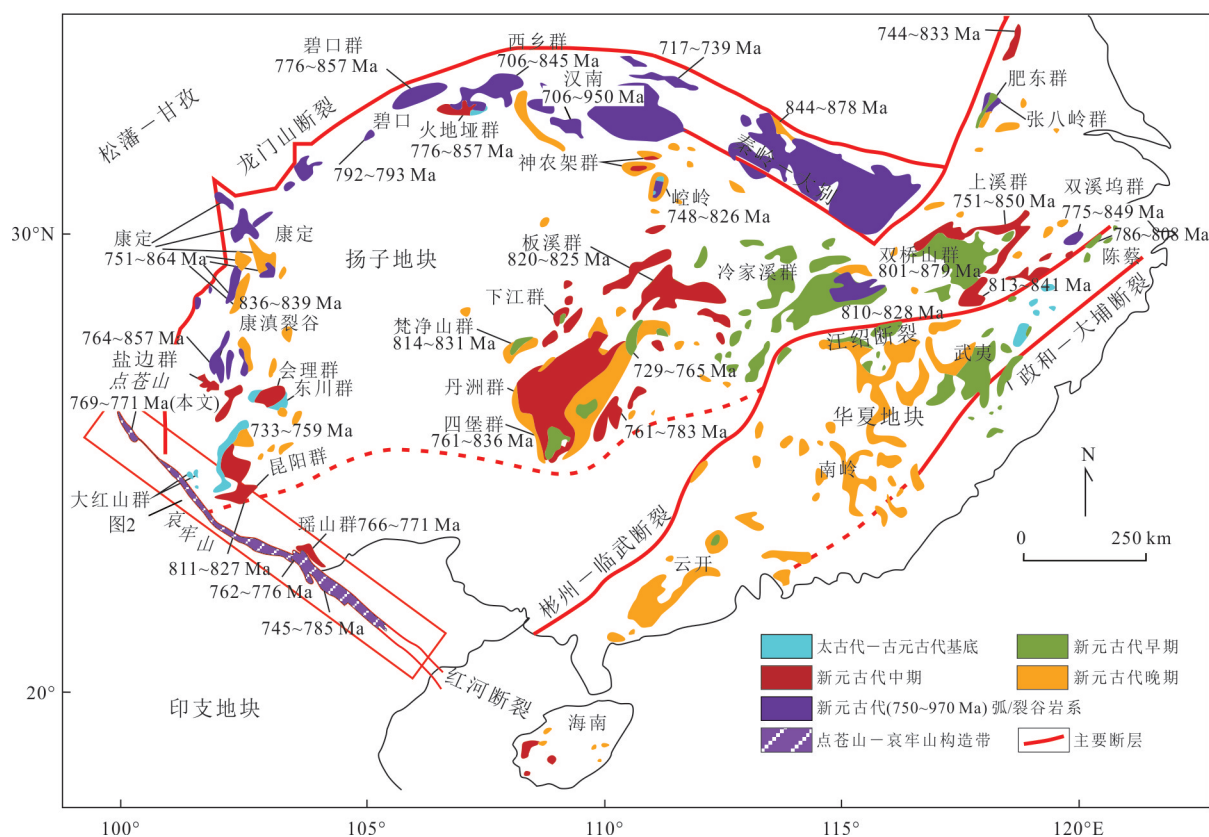 744~833 Ma
碧口群
776~857 Ma
西乡群
706~845 Ma
717~739 Ma
汉南
706~950 Ma
肥东群
张八岭群
844~878 Ma
松潘－甘孜
龙门山断裂
碧口
792~793 Ma
火地垭群
776~857 Ma
神农架群
崆岭
748~826 Ma
秦岭－大别
上溪群
751~850 Ma
双溪坞群
775~849 Ma
786~808 Ma
陈蔡
30°N
康定
康定
751~864 Ma
扬子地块
板溪群
820~825 Ma
冷家溪群
双桥山群
801~879 Ma
813~841 Ma
836~839 Ma
康滇裂谷
下江群
810~828 Ma
江绍断裂
政和－大埔断裂
764~857 Ma
盐边群
点苍山
769~771 Ma(本文)
会理群
东川群
梵净山群
814~831 Ma
729~765 Ma
武夷
丹洲群
华夏地块
733~759 Ma
四堡群
761~836 Ma
761~783 Ma
昆阳群
南岭
N
大红山群
图2
哀牢山
瑶山群766~771 Ma
彬州－临武断裂
0
250 km
811~827 Ma
762~776 Ma
云开
745~785 Ma
红河断裂
20°
印支地块
海南
太古代－古元古代基底
新元古代早期
新元古代中期
新元古代晚期
新元古代(750~970 Ma)弧/裂谷岩系
点苍山－哀牢山构造带
主要断层
100°
105°
110°
115°
120°E